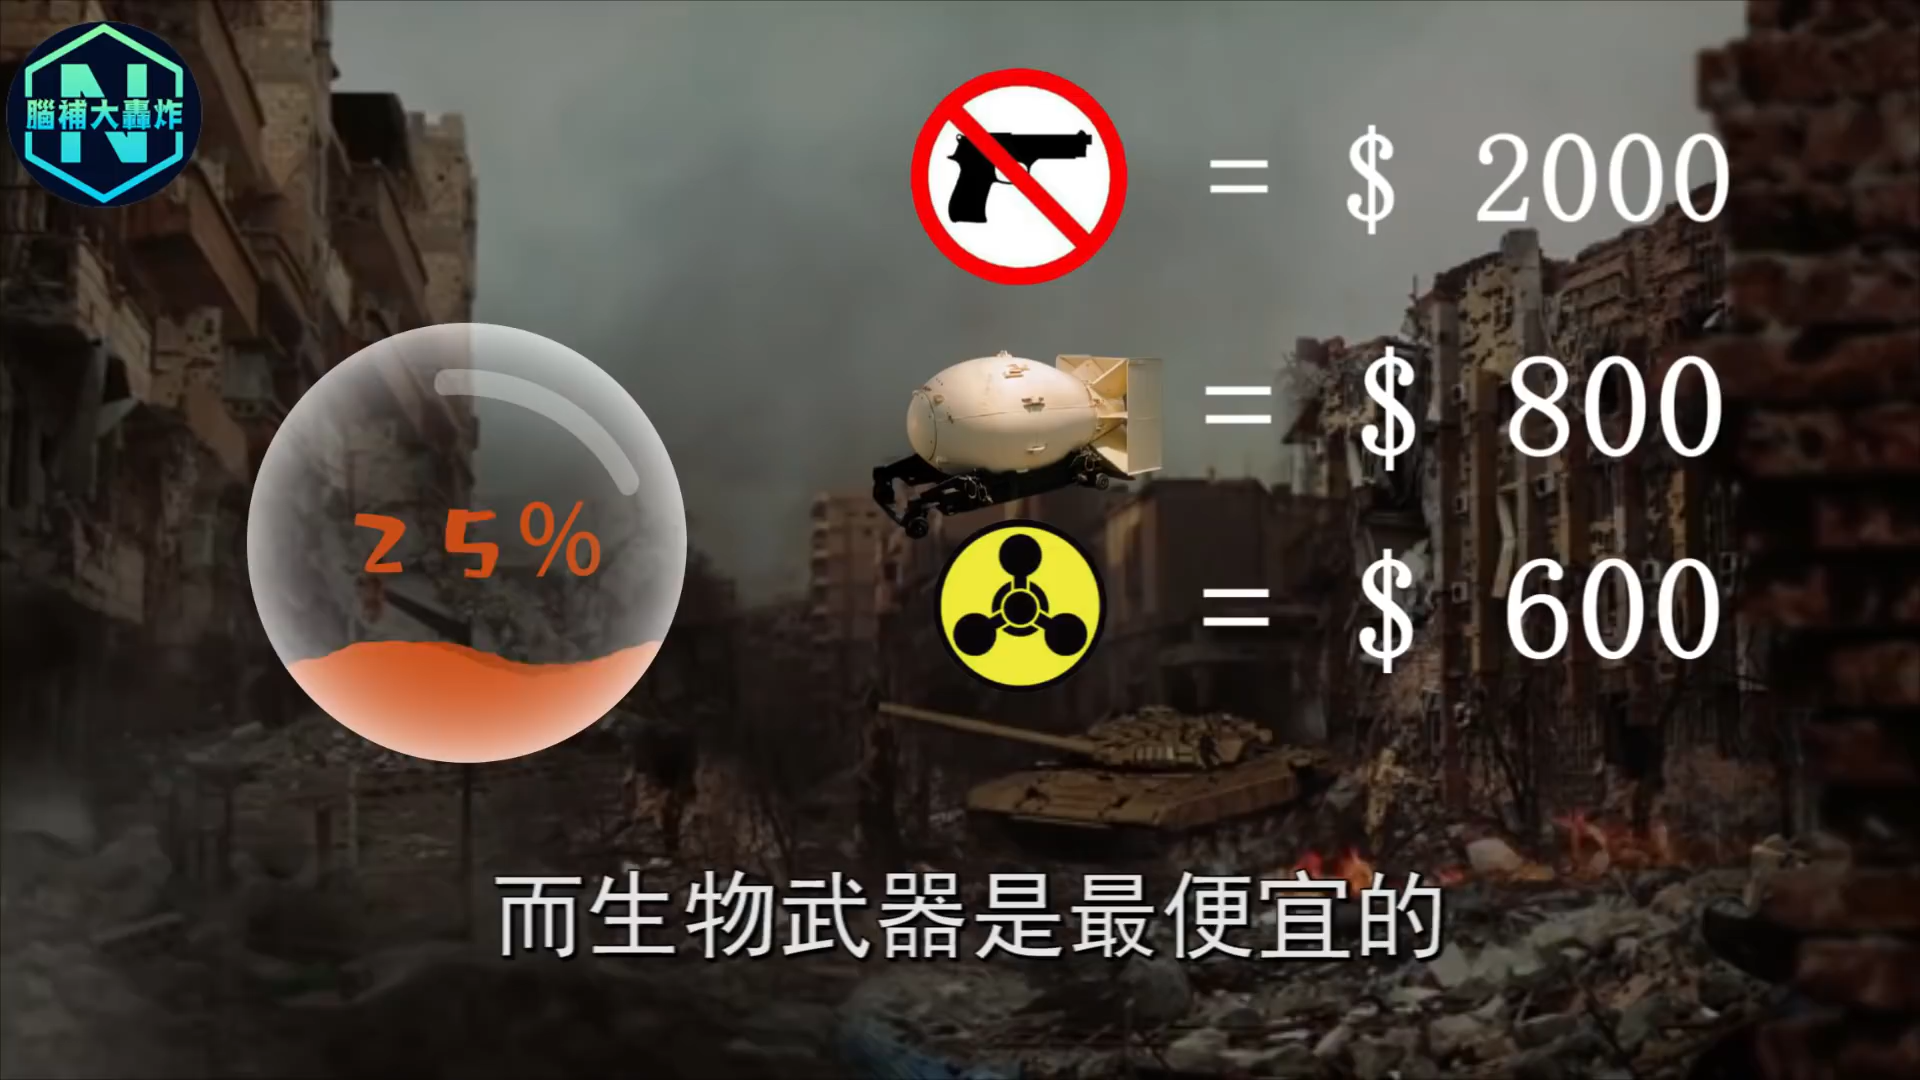 腦補大轟炸
N
= $ 2000
= $ 800
25%
= $ 600
而生物武器是最便宜的